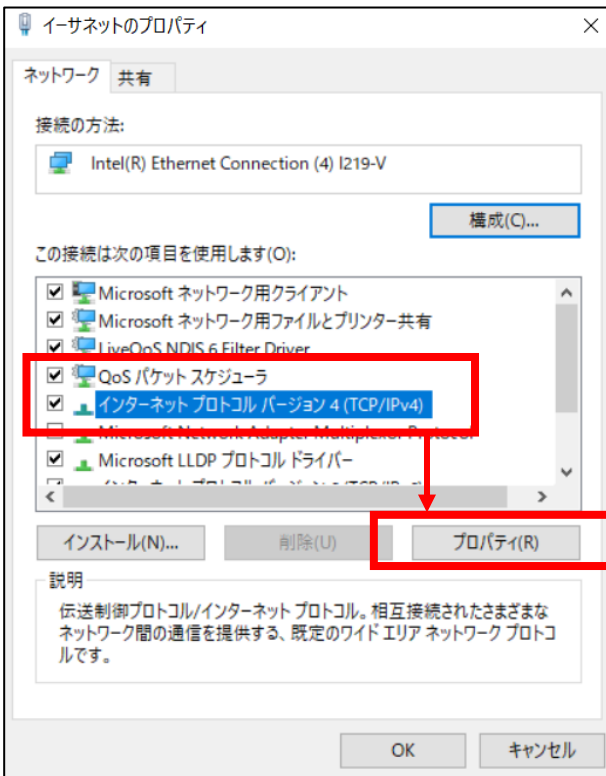 イーサネットのプロパティ
ネットワーク 共有
接続の方法:
Intel(R) Ethernet Connection (4) I219-V
構成(C)...
この接続は次の項目を使用します(O):
Microsoft ネットワーク用クライアント
Microsoft ネットワーク用ファイルとプリンター共有
LiveQoS NDIS 6 Filter Driver
QoS パケット スケジューラ
インターネット プロトコル バージョン 4 (TCP/IPv4)
Microsoft Network Adapter Multiplexor Protocol
Microsoft LLDP プロトコル ドライバー
インストール(N)... 削除(U) プロパティ(R)
説明
伝送制御プロトコル/インターネット プロトコル。相互接続されたさまざまな
ネットワーク間の通信を提供する、既定のワイド エリア ネットワーク プロトコ
ルです。
OK キャンセル